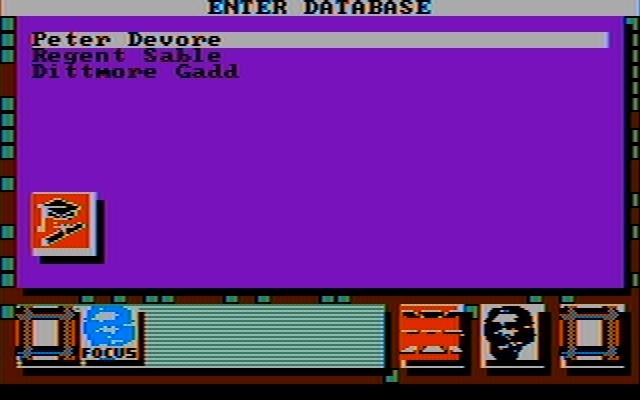 ENTER DATABASE
Peter Devore
Regent Sable
Dittmore Gadd
FOCUS